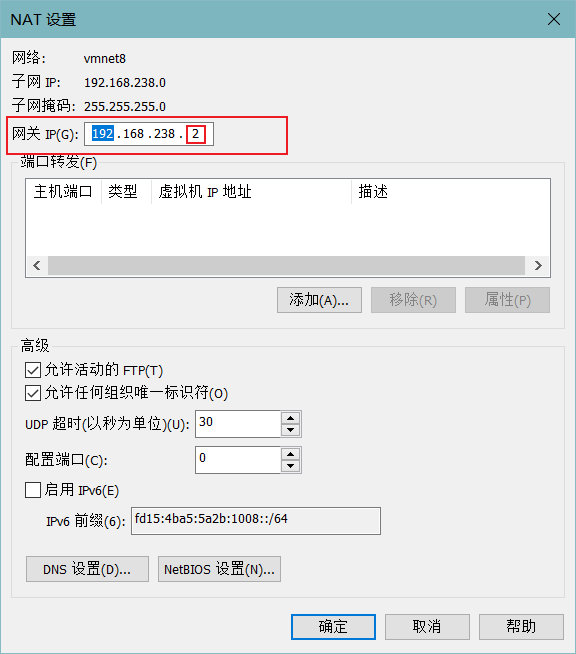 NAT 设置
网络: vmnet8
子网 IP: 192.168.238.0
子网掩码: 255.255.255.0
网关 IP(G): 192.168.238.2
端口转发(F)
主机端口 类型 虚拟机 IP 地址 描述
添加(A)... 移除(R) 属性(P)
高级
允许活动的 FTP(T)
允许任何组织唯一标识符(O)
UDP 超时(以秒为单位)(U): 30
配置端口(C): 0
启用 IPv6(E)
IPv6 前缀(6): fd15:4ba5:5a2b:1008::/64
DNS 设置(D)... NetBIOS 设置(N)...
确定 取消 帮助